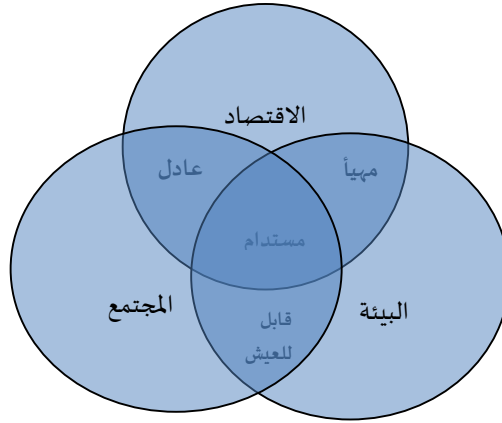 الاقتصاد
مهيأ
عادل
مستدام
البيئة
المجتمع
قابل
للعيش